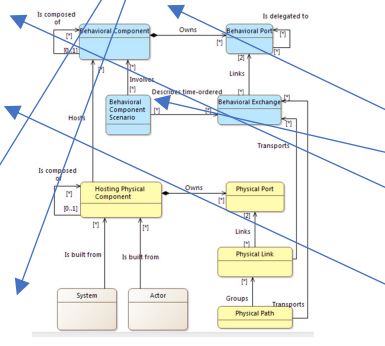 Is composed
of
[*]
[0..1]
Behavioral Component
Owns
[*]
Behavioral Port
Is delegated to
[*]
[*]
[*]
[*]
Involves
[*]
[2]
Links
[*]
Describes time-ordered
Behavioral
Component
Scenario
[*]
[*]
Behavioral Exchange
[*]
[*]
Hosts
Transports
Is composed
of
[*]
[0..1]
Hosting Physical
Component
Owns
[*]
Physical Port
[*]
[*]
[2]
Links
[*]
Physical Link
Is built from
Is built from
[*]
Groups
Transports
System
Actor
Physical Path